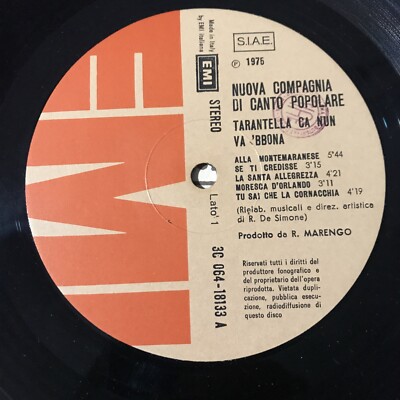 EMI
Made in Italy
by EMI Italiana
EMI
STEREO
S.I.A.E.
Ⓟ 1975
NUOVA COMPAGNIA
DI CANTO POPOLARE
TARANTELLA CA NUN
VA 'BBONA
ALLA MONTEMARANESE 5'44
SE TI CREDISSE 3'15
LA SANTA ALLEGREZZA 4'21
MORESCA D'ORLANDO 3'11
TU SAI CHE LA CORNACCHIA 4'19
(Rielab. musicali e direz. artistica
di R. De Simone)
Prodotto da R. MARENGO
Lato 1
3C 064-18133 A
Riservati tutti i diritti del
produttore fonografico e
del proprietario dell'opera
riprodotta. Vietate dupli-
cazione, pubblica esecu-
zione, radiodiffusione di
questo disco